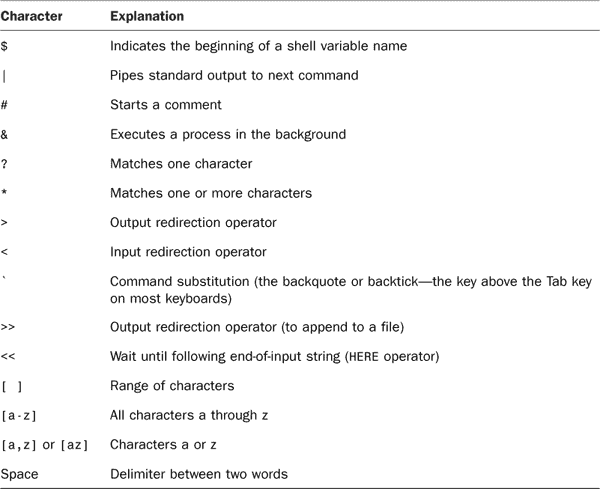 Character Explanation
$ Indicates the beginning of a shell variable name
| Pipes standard output to next command
# Starts a comment
& Executes a process in the background
? Matches one character
* Matches one or more characters
> Output redirection operator
< Input redirection operator
` Command substitution (the backquote or backtick—the key above the Tab key
on most keyboards)
>> Output redirection operator (to append to a file)
<< Wait until following end-of-input string (HERE operator)
[ ] Range of characters
[a-z] All characters a through z
[a,z] or [az] Characters a or z
Space Delimiter between two words